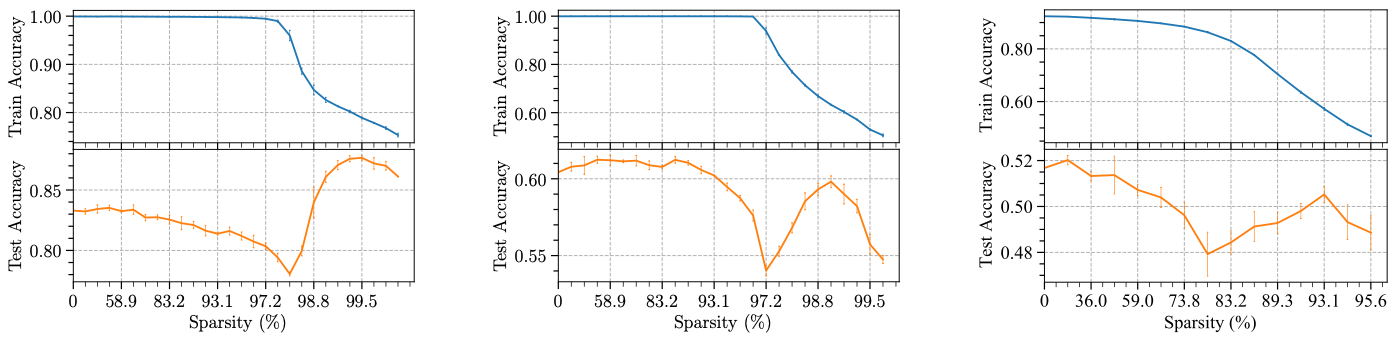 Train Accuracy
1.00
0.90
0.80
Test Accuracy
0.85
0.80
0 58.9 83.2 93.1 97.2 98.8 99.5
Sparsity (%)
Train Accuracy
1.00
0.80
0.60
Test Accuracy
0.60
0.55
0 58.9 83.2 93.1 97.2 98.8 99.5
Sparsity (%)
Train Accuracy
0.80
0.60
Test Accuracy
0.52
0.50
0.48
0 36.0 59.0 73.8 83.2 89.3 93.1 95.6
Sparsity (%)